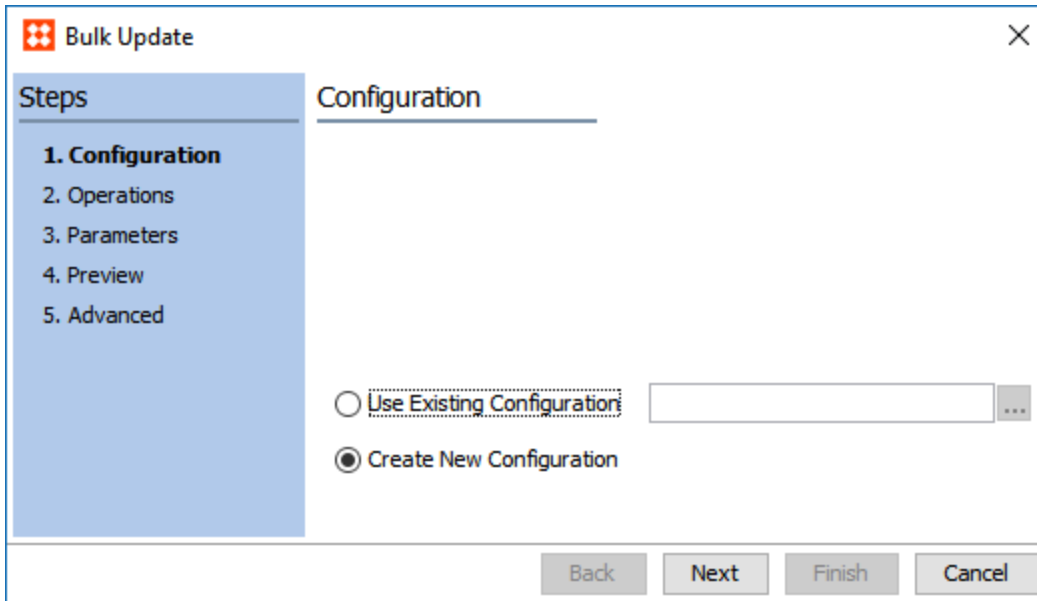 Bulk Update
Steps
1. Configuration
2. Operations
3. Parameters
4. Preview
5. Advanced
Configuration
Use Existing Configuration
...
Create New Configuration
Back
Next
Finish
Cancel